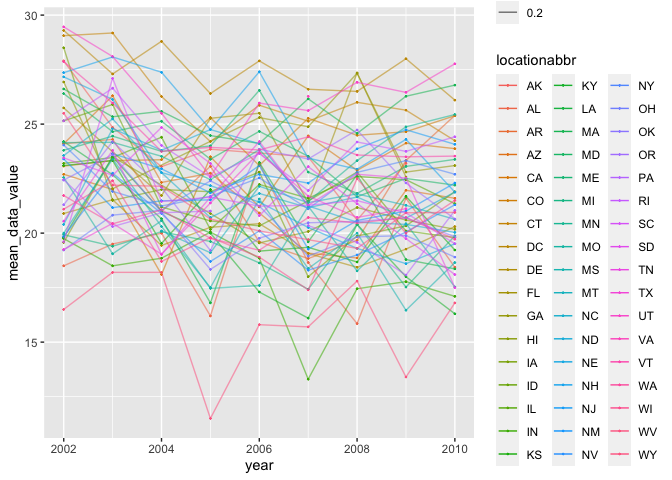 30
25
20
15
mean_data_value
2002
2004
2006
2008
2010
year
0.2
locationabbr
AK KY NY
AL LA OH
AR MA OK
AZ MD OR
CA ME PA
CO MI RI
CT MN SC
DC MO SD
DE MS TN
FL MT TX
GA NC UT
HI ND VA
IA NE VT
ID NH WA
IL NJ WI
IN NM WV
KS NV WY